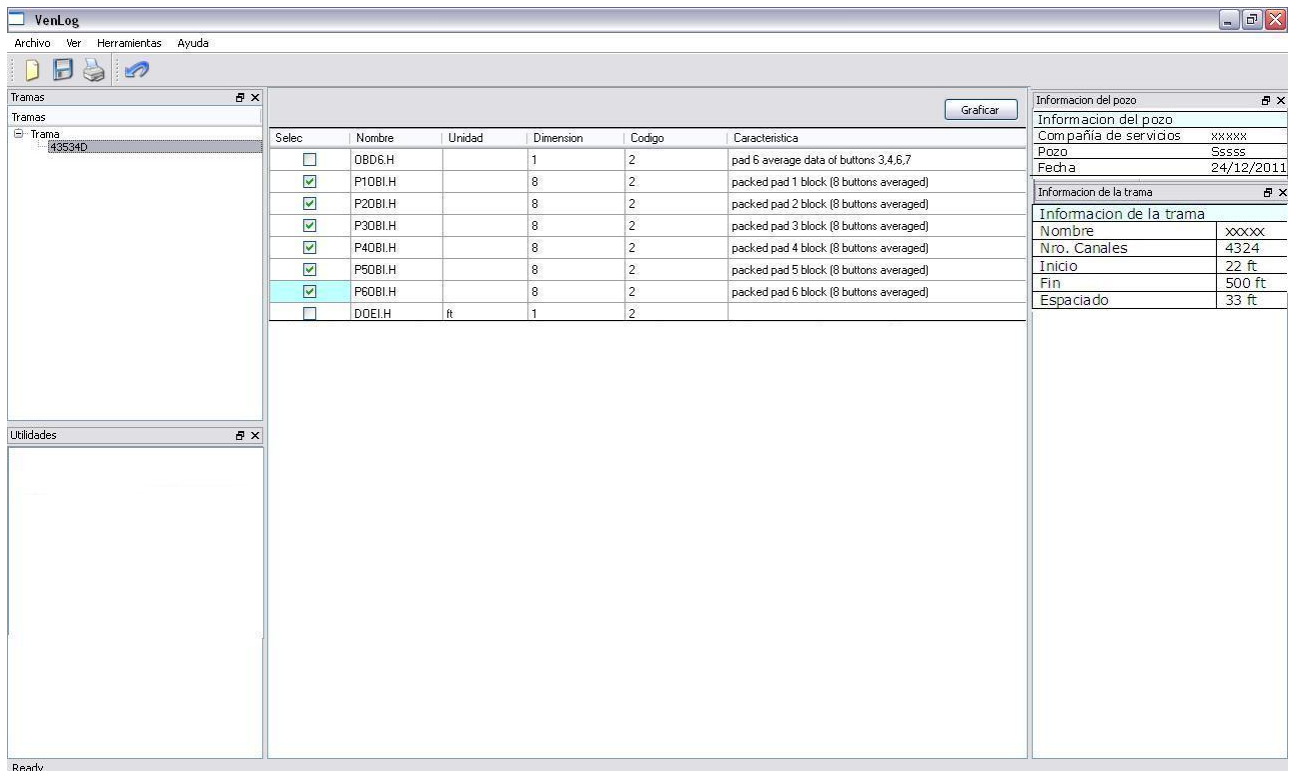 VenLog
Archivo Ver Herramientas Ayuda
Tramas
Tramas
Trama
43534D
Utilidades
Graficar
Selec Nombre Unidad Dimension Codigo Caracteristica
OBD6.H 1 2 pad 6 average data of buttons 3,4,6,7
P1OBI.H 8 2 packed pad 1 block (8 buttons averaged)
P2OBI.H 8 2 packed pad 2 block (8 buttons averaged)
P3OBI.H 8 2 packed pad 3 block (8 buttons averaged)
P4OBI.H 8 2 packed pad 4 block (8 buttons averaged)
P5OBI.H 8 2 packed pad 5 block (8 buttons averaged)
P6OBI.H 8 2 packed pad 6 block (8 buttons averaged)
DOEI.H ft 1 2
Informacion del pozo
Informacion del pozo
Compañía de servicios xxxxx
Pozo Sssss
Fecha 24/12/2011
Informacion de la trama
Informacion de la trama
Nombre xxxxx
Nro. Canales 4324
Inicio 22 ft
Fin 500 ft
Espaciado 33 ft
Ready